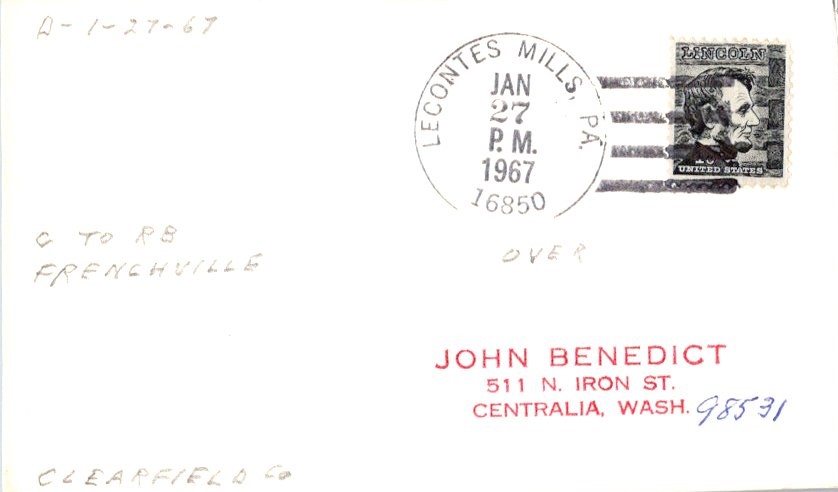 D-1-27-67
LECONTES MILLS, PA.
JAN
27
P.M.
1967
16850
LINCOLN
UNITED STATES
C TO RB
FRENCHVILLE
OVER
JOHN BENEDICT
511 N. IRON ST.
CENTRALIA, WASH. 98531
CLEARFIELD CO